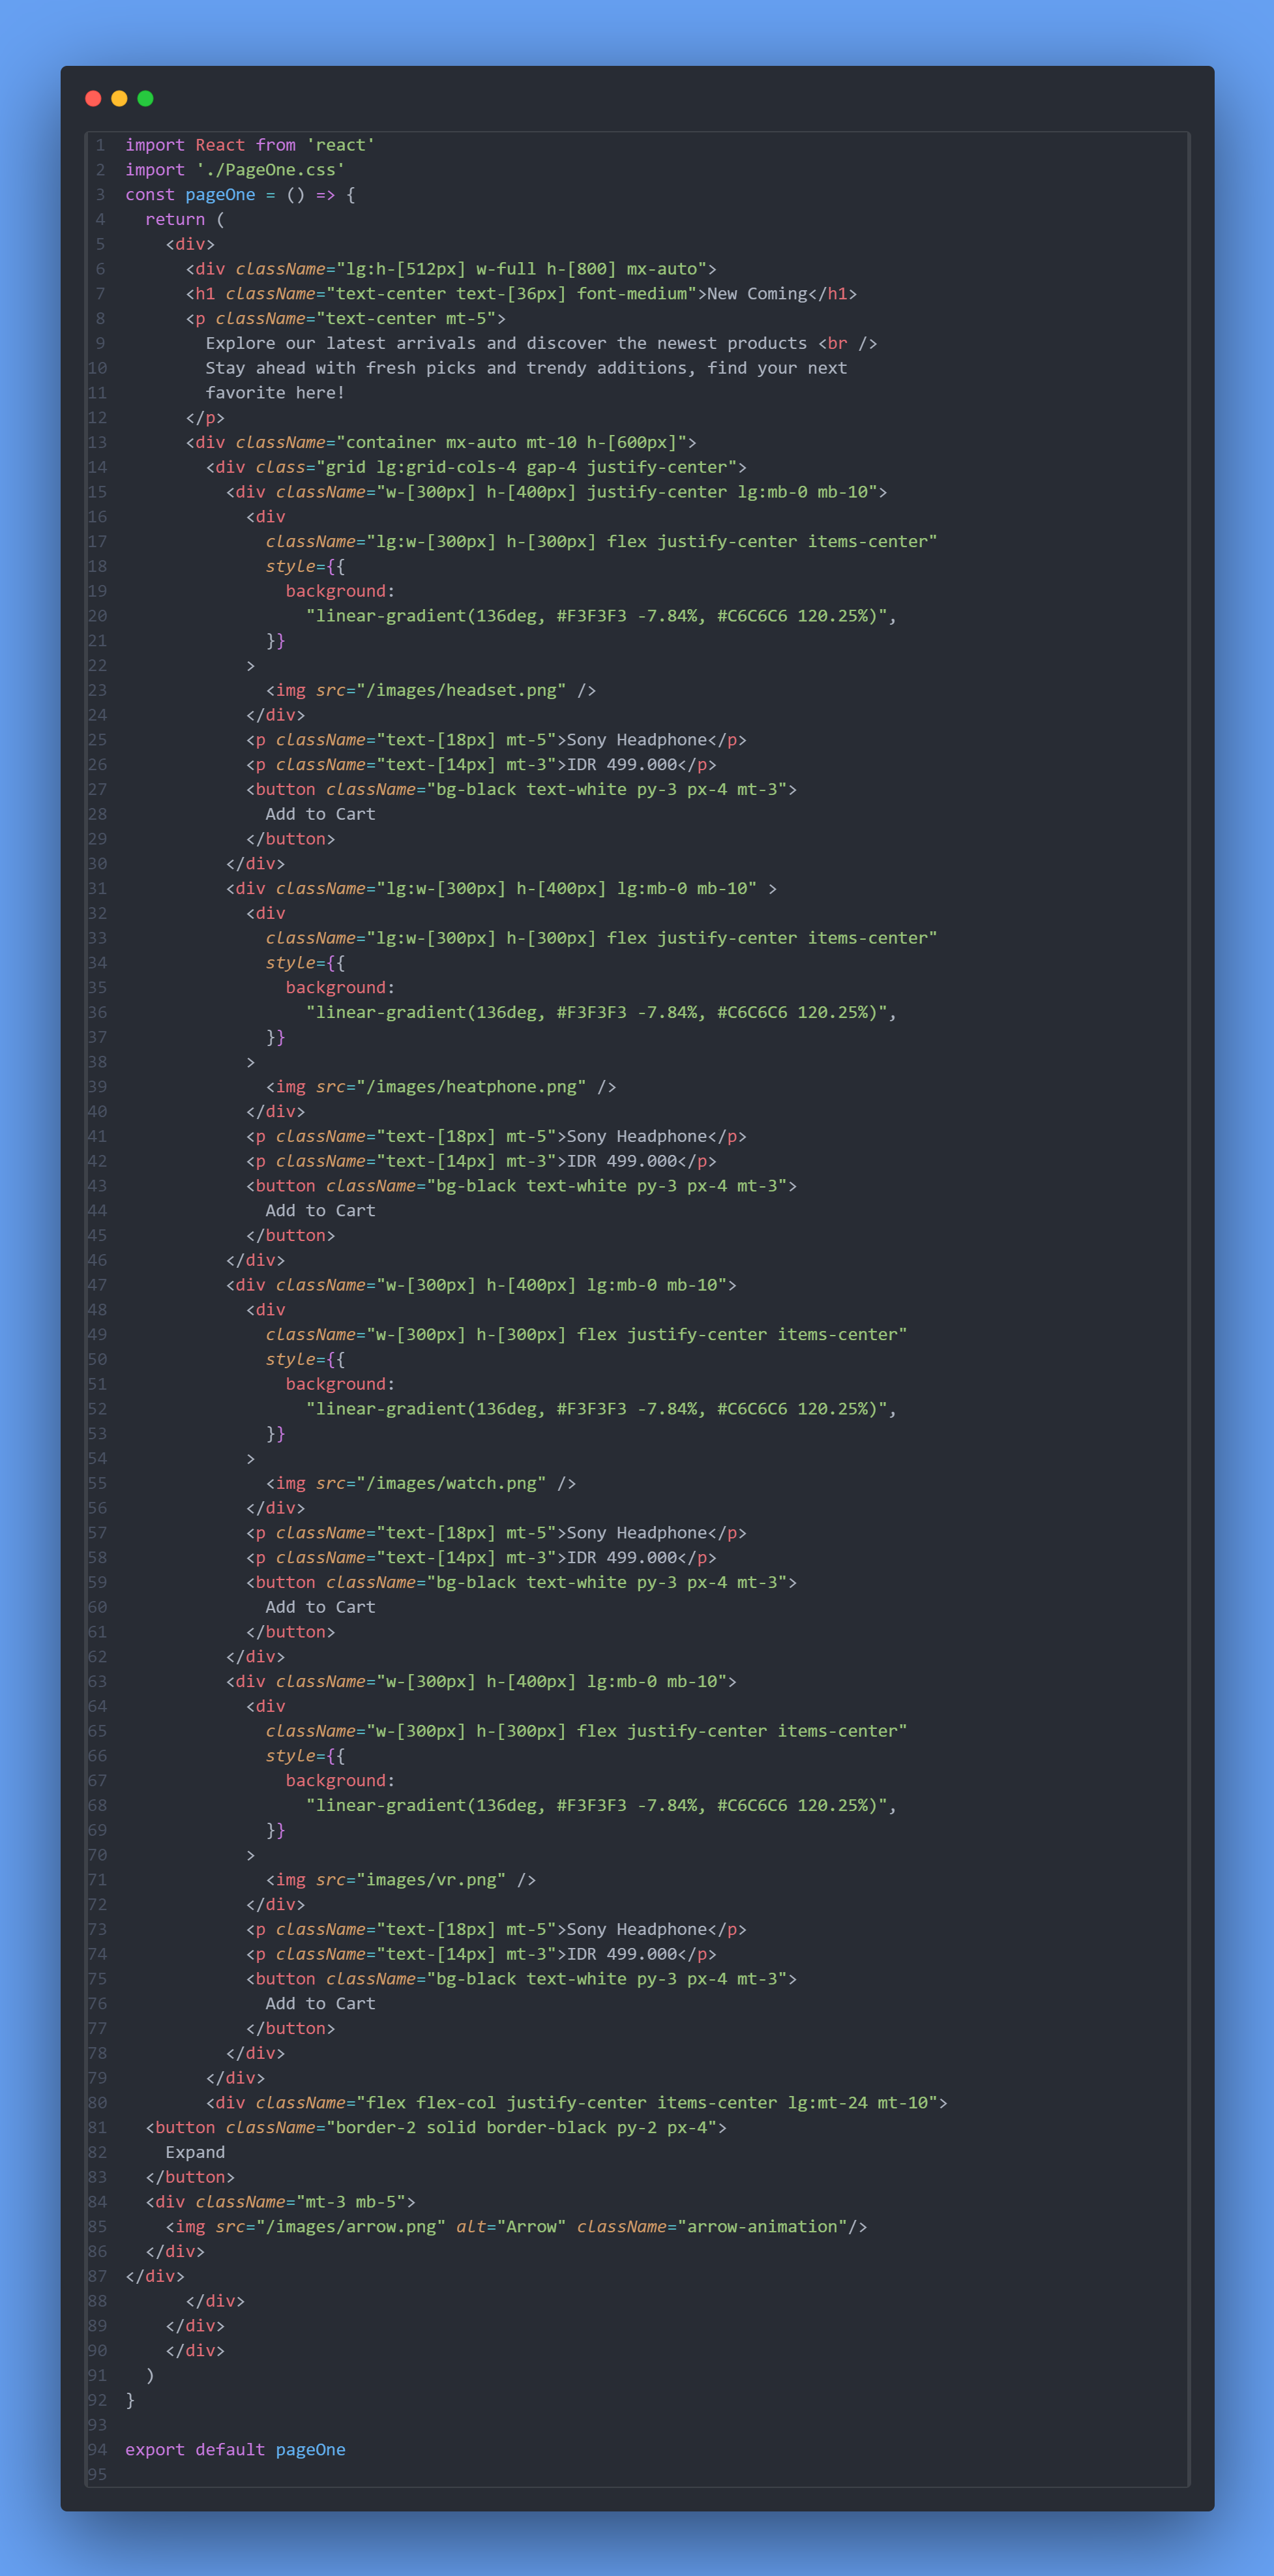 1 import React from 'react'
2 import './PageOne.css'
3 const pageOne = () => {
4   return (
5     <div>
6       <div className="lg:h-[512px] w-full h-[800] mx-auto">
7       <h1 className="text-center text-[36px] font-medium">New Coming</h1>
8       <p className="text-center mt-5">
9         Explore our latest arrivals and discover the newest products <br />
10         Stay ahead with fresh picks and trendy additions, find your next
11         favorite here!
12       </p>
13       <div className="container mx-auto mt-10 h-[600px]">
14         <div class="grid lg:grid-cols-4 gap-4 justify-center">
15           <div className="w-[300px] h-[400px] justify-center lg:mb-0 mb-10">
16             <div
17               className="lg:w-[300px] h-[300px] flex justify-center items-center"
18               style={{
19                 background:
20                   "linear-gradient(136deg, #F3F3F3 -7.84%, #C6C6C6 120.25%)",
21               }}
22             >
23               <img src="/images/headset.png" />
24             </div>
25             <p className="text-[18px] mt-5">Sony Headphone</p>
26             <p className="text-[14px] mt-3">IDR 499.000</p>
27             <button className="bg-black text-white py-3 px-4 mt-3">
28               Add to Cart
29             </button>
30           </div>
31           <div className="lg:w-[300px] h-[400px] lg:mb-0 mb-10" >
32             <div
33               className="lg:w-[300px] h-[300px] flex justify-center items-center"
34               style={{
35                 background:
36                   "linear-gradient(136deg, #F3F3F3 -7.84%, #C6C6C6 120.25%)",
37               }}
38             >
39               <img src="/images/heatphone.png" />
40             </div>
41             <p className="text-[18px] mt-5">Sony Headphone</p>
42             <p className="text-[14px] mt-3">IDR 499.000</p>
43             <button className="bg-black text-white py-3 px-4 mt-3">
44               Add to Cart
45             </button>
46           </div>
47           <div className="w-[300px] h-[400px] lg:mb-0 mb-10">
48             <div
49               className="w-[300px] h-[300px] flex justify-center items-center"
50               style={{
51                 background:
52                   "linear-gradient(136deg, #F3F3F3 -7.84%, #C6C6C6 120.25%)",
53               }}
54             >
55               <img src="/images/watch.png" />
56             </div>
57             <p className="text-[18px] mt-5">Sony Headphone</p>
58             <p className="text-[14px] mt-3">IDR 499.000</p>
59             <button className="bg-black text-white py-3 px-4 mt-3">
60               Add to Cart
61             </button>
62           </div>
63           <div className="w-[300px] h-[400px] lg:mb-0 mb-10">
64             <div
65               className="w-[300px] h-[300px] flex justify-center items-center"
66               style={{
67                 background:
68                   "linear-gradient(136deg, #F3F3F3 -7.84%, #C6C6C6 120.25%)",
69               }}
70             >
71               <img src="images/vr.png" />
72             </div>
73             <p className="text-[18px] mt-5">Sony Headphone</p>
74             <p className="text-[14px] mt-3">IDR 499.000</p>
75             <button className="bg-black text-white py-3 px-4 mt-3">
76               Add to Cart
77             </button>
78           </div>
79         </div>
80         <div className="flex flex-col justify-center items-center lg:mt-24 mt-10">
81   <button className="border-2 solid border-black py-2 px-4">
82     Expand
83   </button>
84   <div className="mt-3 mb-5">
85     <img src="/images/arrow.png" alt="Arrow" className="arrow-animation"/>
86   </div>
87 </div>
88       </div>
89     </div>
90     </div>
91   )
92 }
93
94 export default pageOne
95